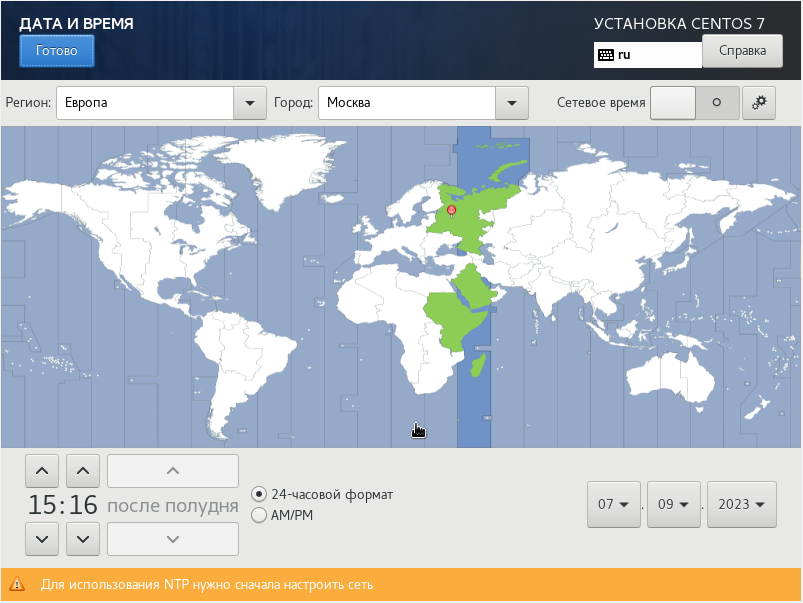 ДАТА И ВРЕМЯ
УСТАНОВКА CENTOS 7
Готово
ru
Справка
Регион:
Европа
Город:
Москва
Сетевое время
15:16
после полудня
24-часовой формат
AM/PM
07
.
09
.
2023
Для использования NTP нужно сначала настроить сеть